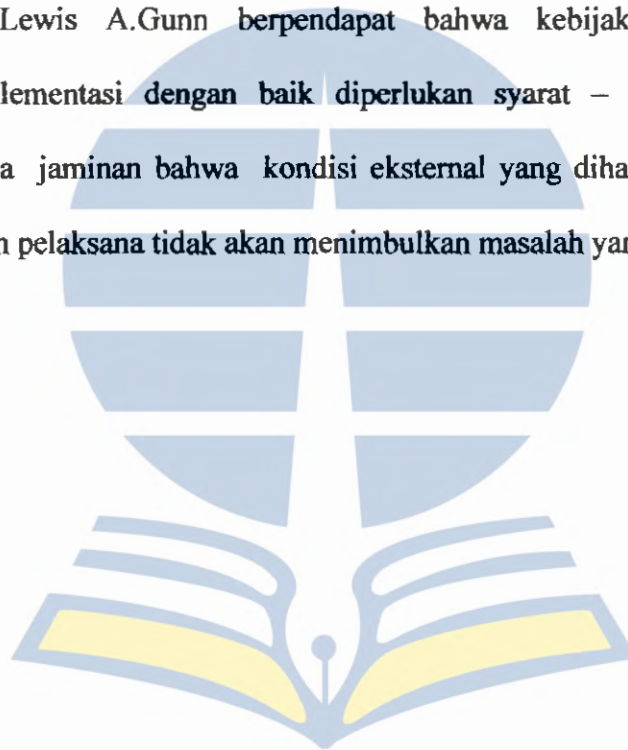 Lewis A.Gunn berpendapat bahwa kebijak
lementasi dengan baik diperlukan syarat –
a jaminan bahwa kondisi eksternal yang diha
n pelaksana tidak akan menimbulkan masalah yan